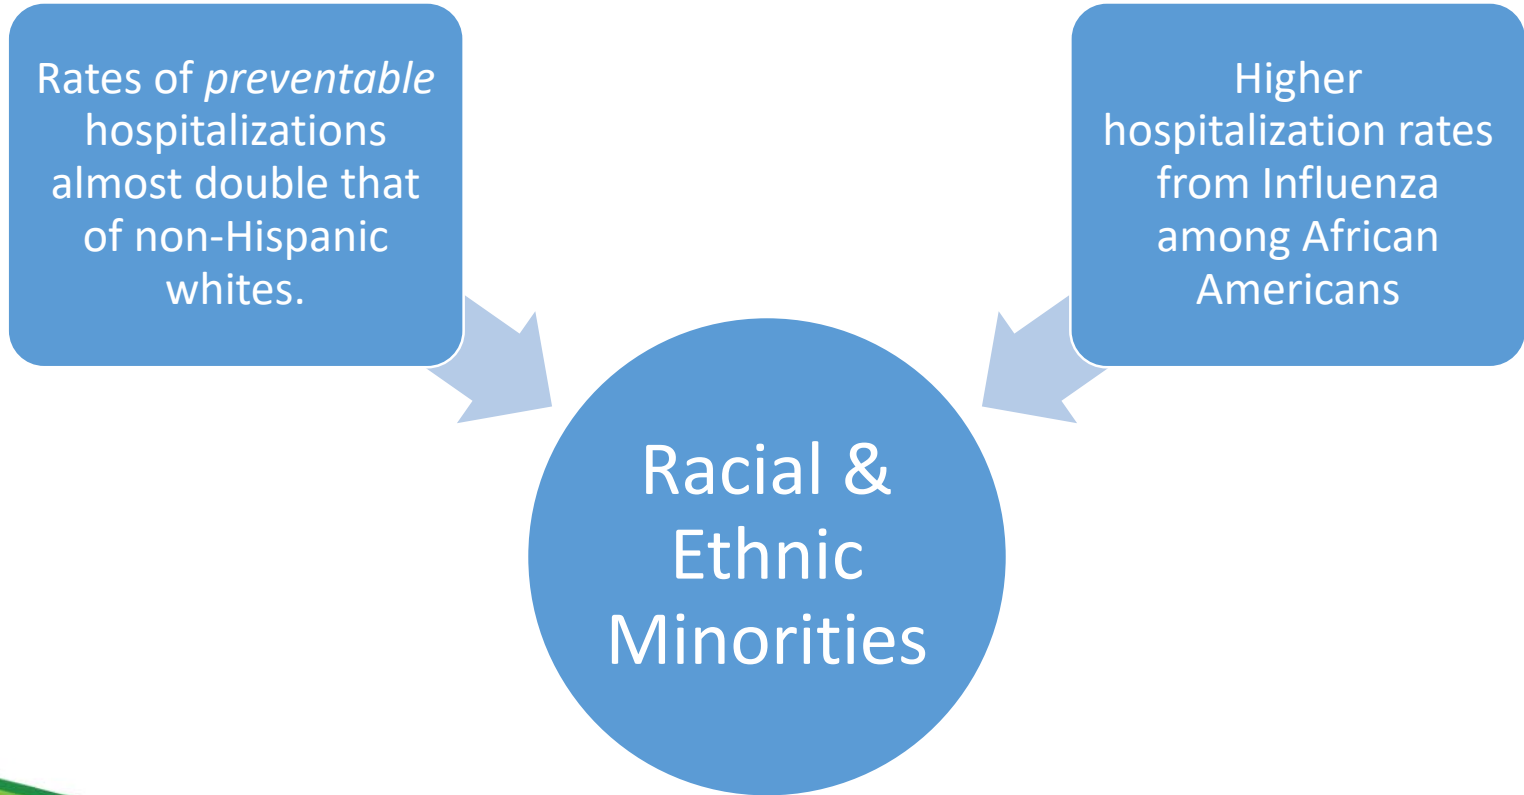 Rates of preventable
hospitalizations
almost double that
of non-Hispanic
whites.
Higher
hospitalization rates
from Influenza
among African
Americans
Racial &
Ethnic
Minorities